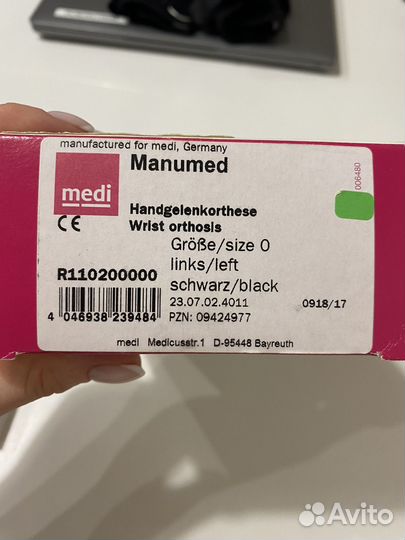 manufactured for medi, Germany
Manumed
medi
CE
Handgelenkorthese
Wrist orthosis
Größe/size 0
links/left
schwarz/black
R110200000
23.07.02.4011
0918/17
4 046938 239484
PZN: 09424977
medi Medicusstr.1 D-95448 Bayreuth
006480
Avito